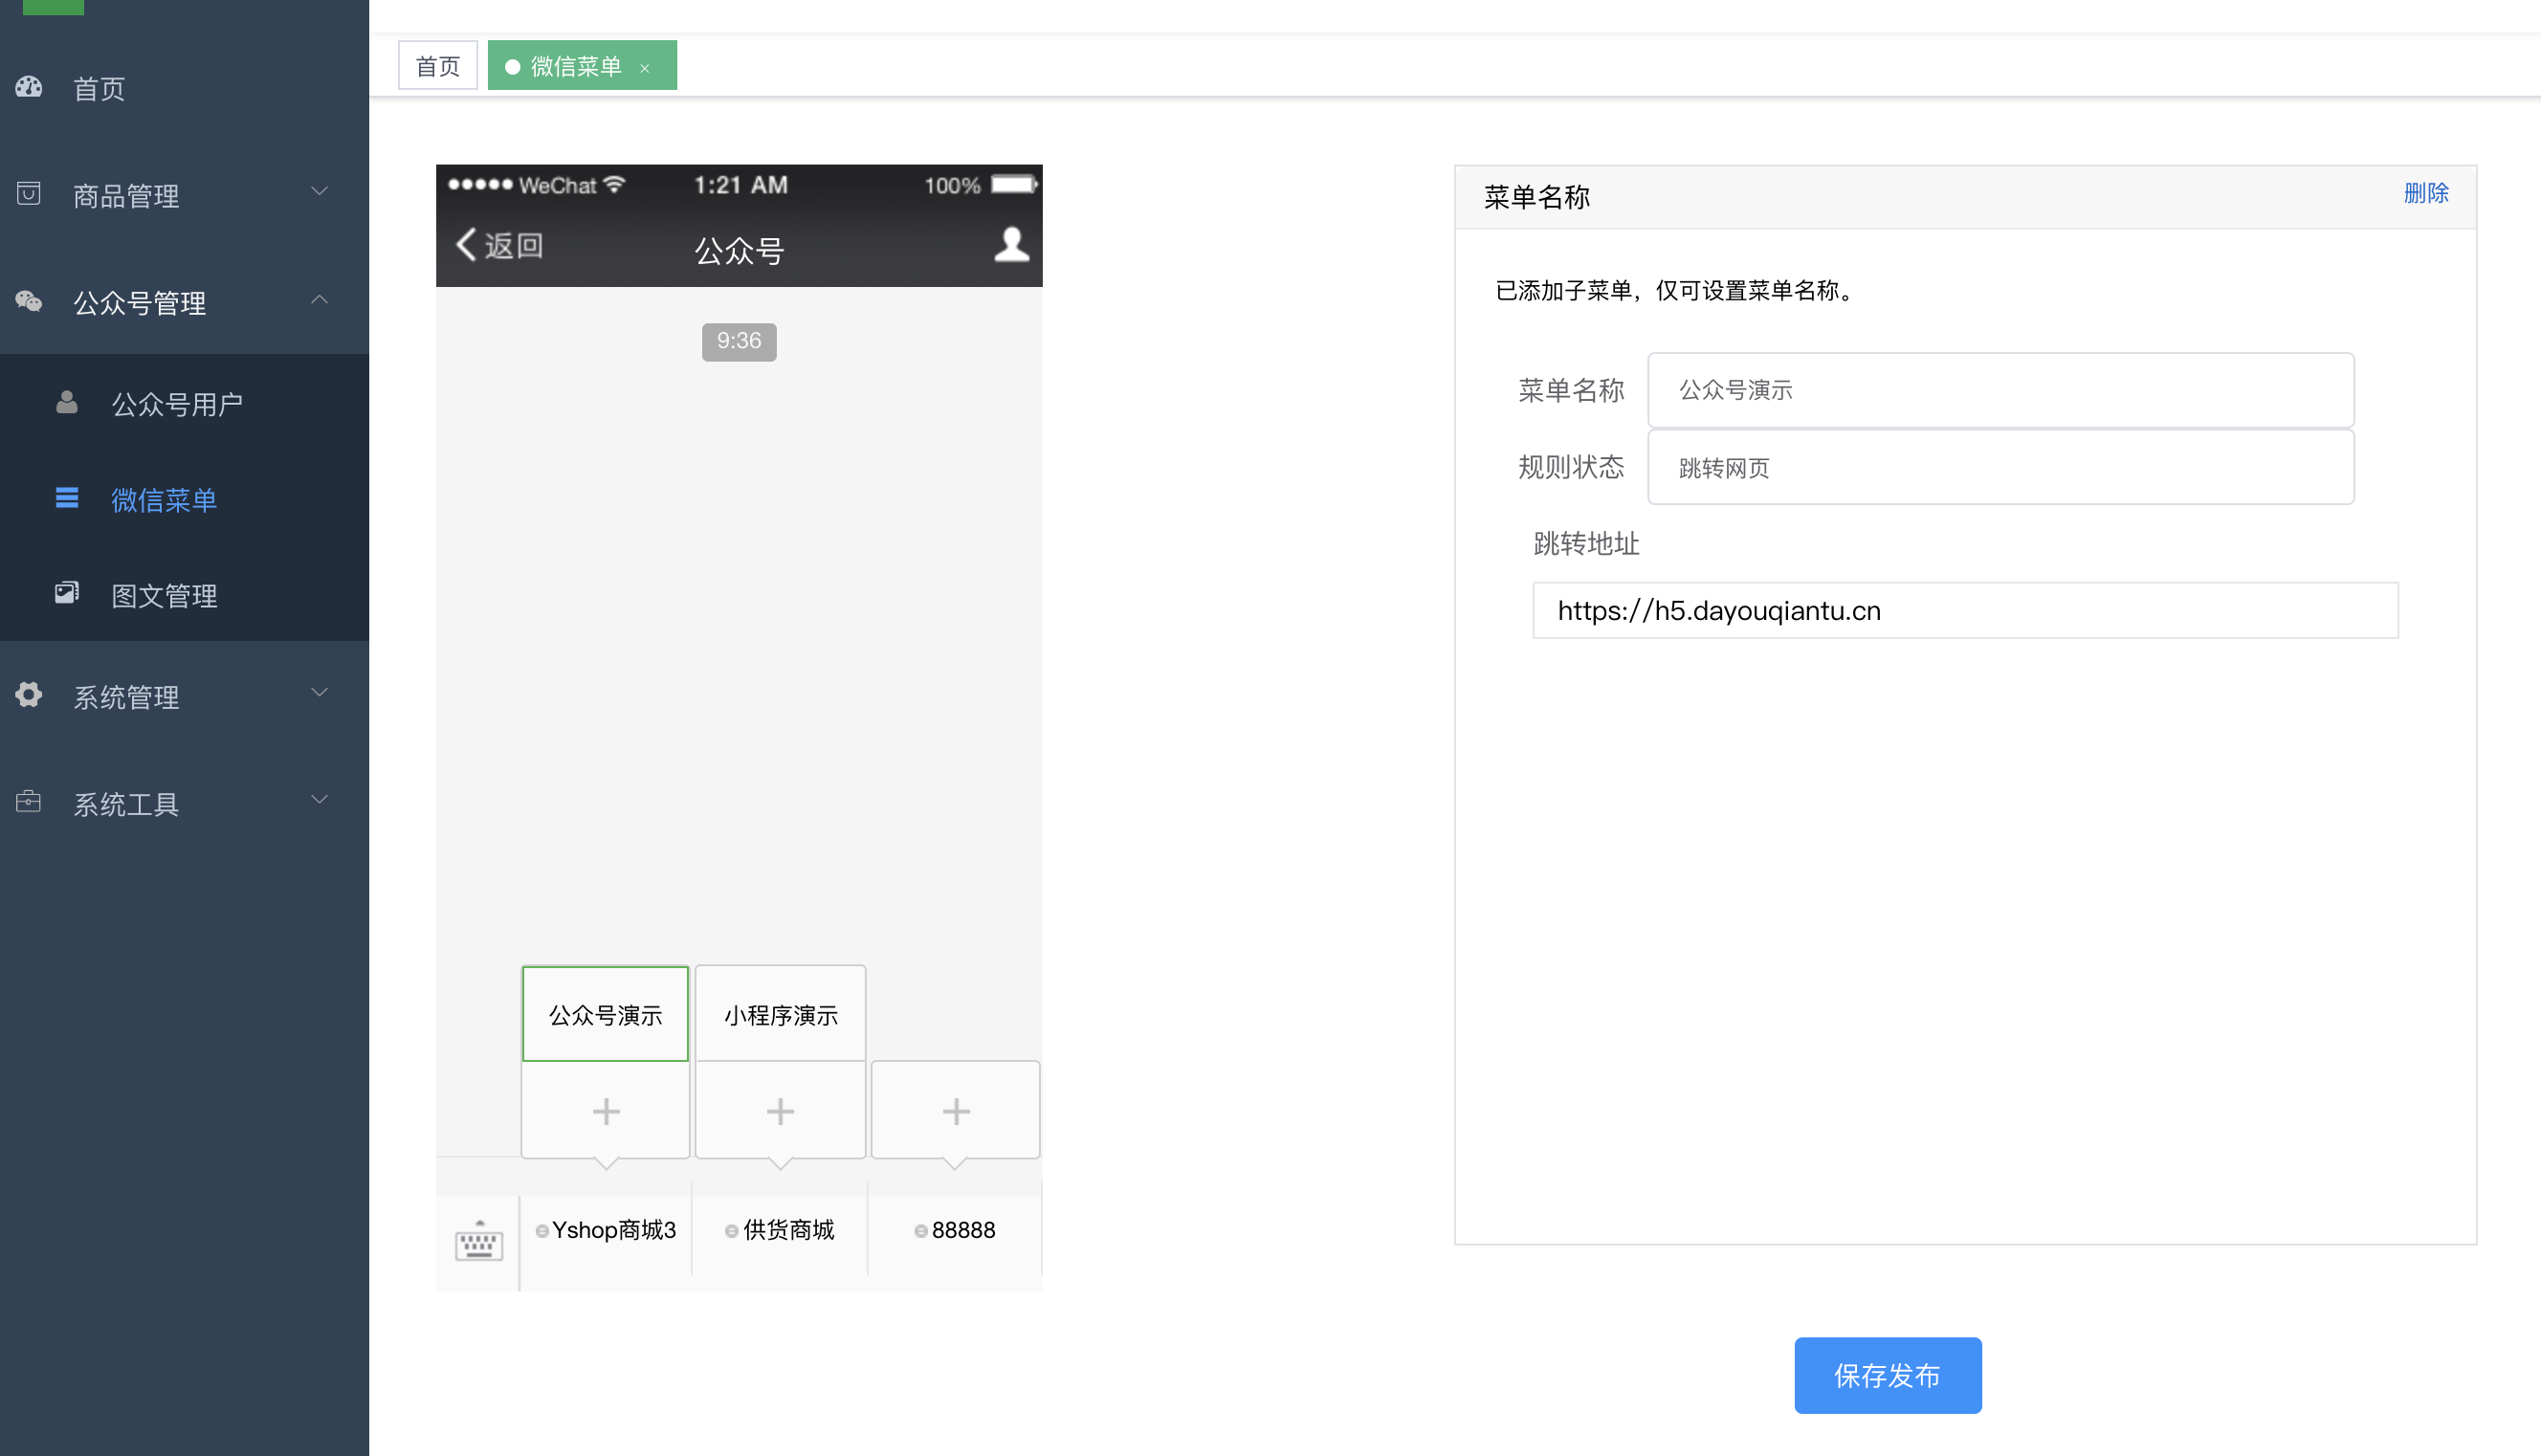 首页
商品管理
公众号管理
公众号用户
微信菜单
图文管理
系统管理
系统工具
首页
微信菜单 ×
WeChat 1:21 AM 100%
返回 公众号
9:36
公众号演示 小程序演示
+ + +
Yshop商城3 供货商城 88888
菜单名称 删除
已添加子菜单，仅可设置菜单名称。
菜单名称 公众号演示
规则状态 跳转网页
跳转地址
https://h5.dayouqiantu.cn
保存发布